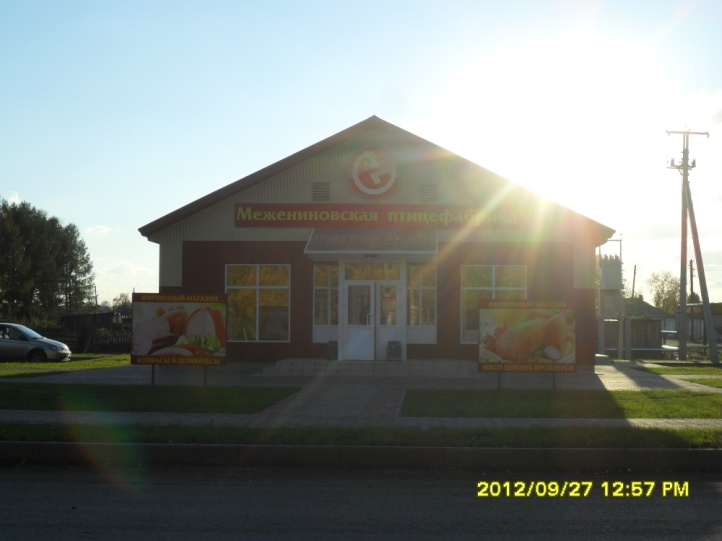 Межениновская птицефабрика
ФИРМЕННЫЙ МАГАЗИН
КОЛБАСЫ И ДЕЛИКАТЕСЫ
ФИРМЕННЫЙ МАГАЗИН
МЯСО ЦЫПЛЯТ-БРОЙЛЕРОВ
2012/09/27 12:57 PM